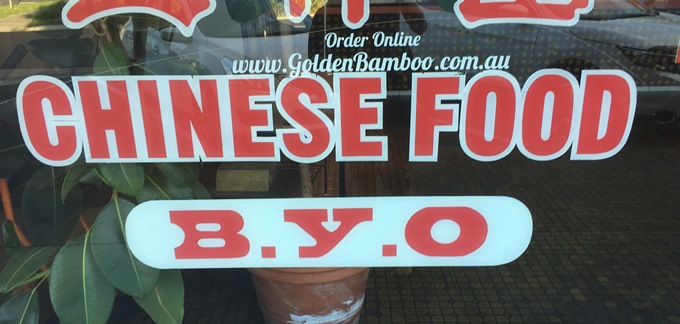 Order Online
www.GoldenBamboo.com.au
CHINESE FOOD
B.Y.O